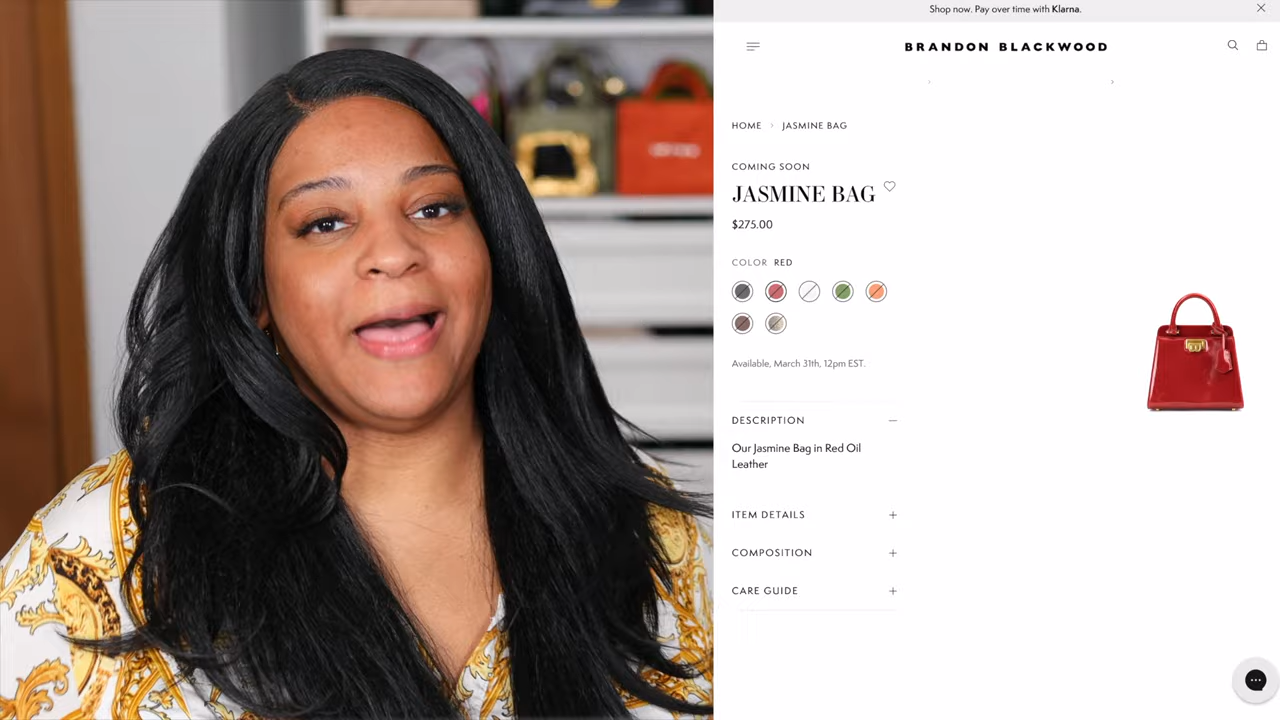 Shop now. Pay over time with Klarna.
BRANDON BLACKWOOD
HOME > JASMINE BAG
COMING SOON
JASMINE BAG
$275.00
COLOR RED
Available, March 31th, 12pm EST.
DESCRIPTION
Our Jasmine Bag in Red Oil
Leather
ITEM DETAILS
COMPOSITION
CARE GUIDE